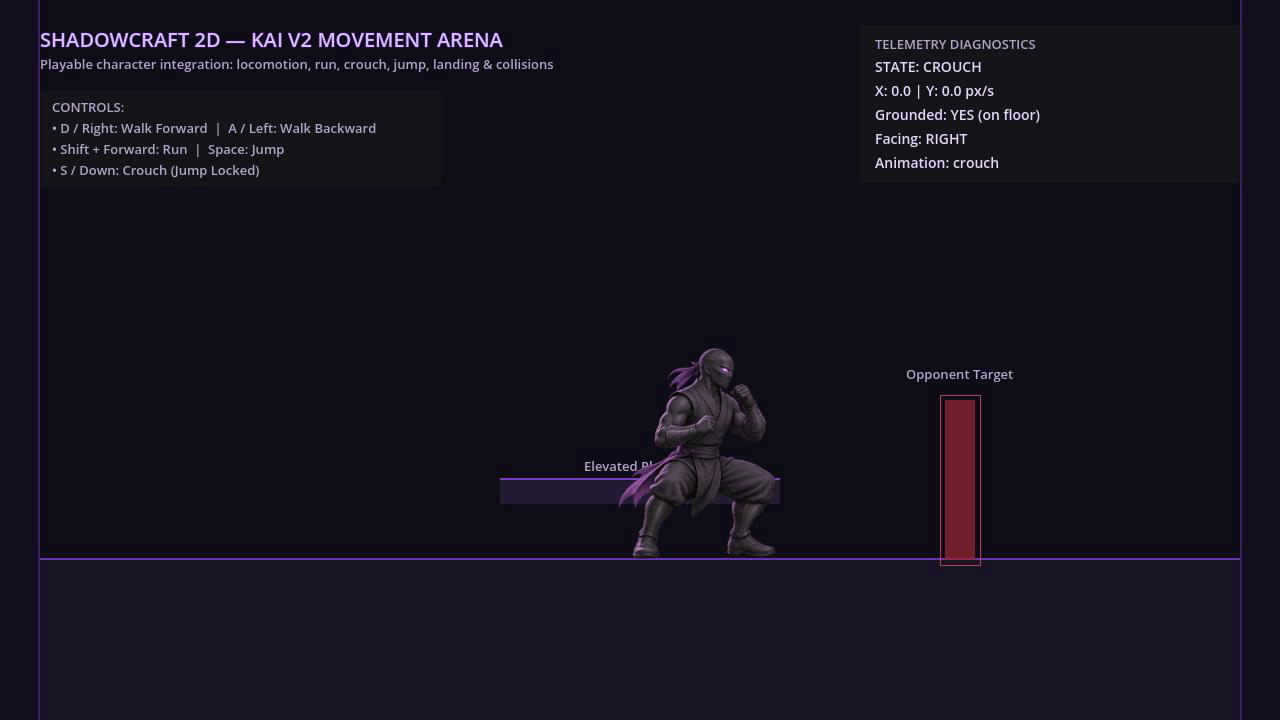 SHADOWCRAFT 2D — KAI V2 MOVEMENT ARENA
Playable character integration: locomotion, run, crouch, jump, landing & collisions
CONTROLS:
• D / Right: Walk Forward | A / Left: Walk Backward
• Shift + Forward: Run | Space: Jump
• S / Down: Crouch (Jump Locked)
TELEMETRY DIAGNOSTICS
STATE: CROUCH
X: 0.0 | Y: 0.0 px/s
Grounded: YES (on floor)
Facing: RIGHT
Animation: crouch
Opponent Target
Elevated